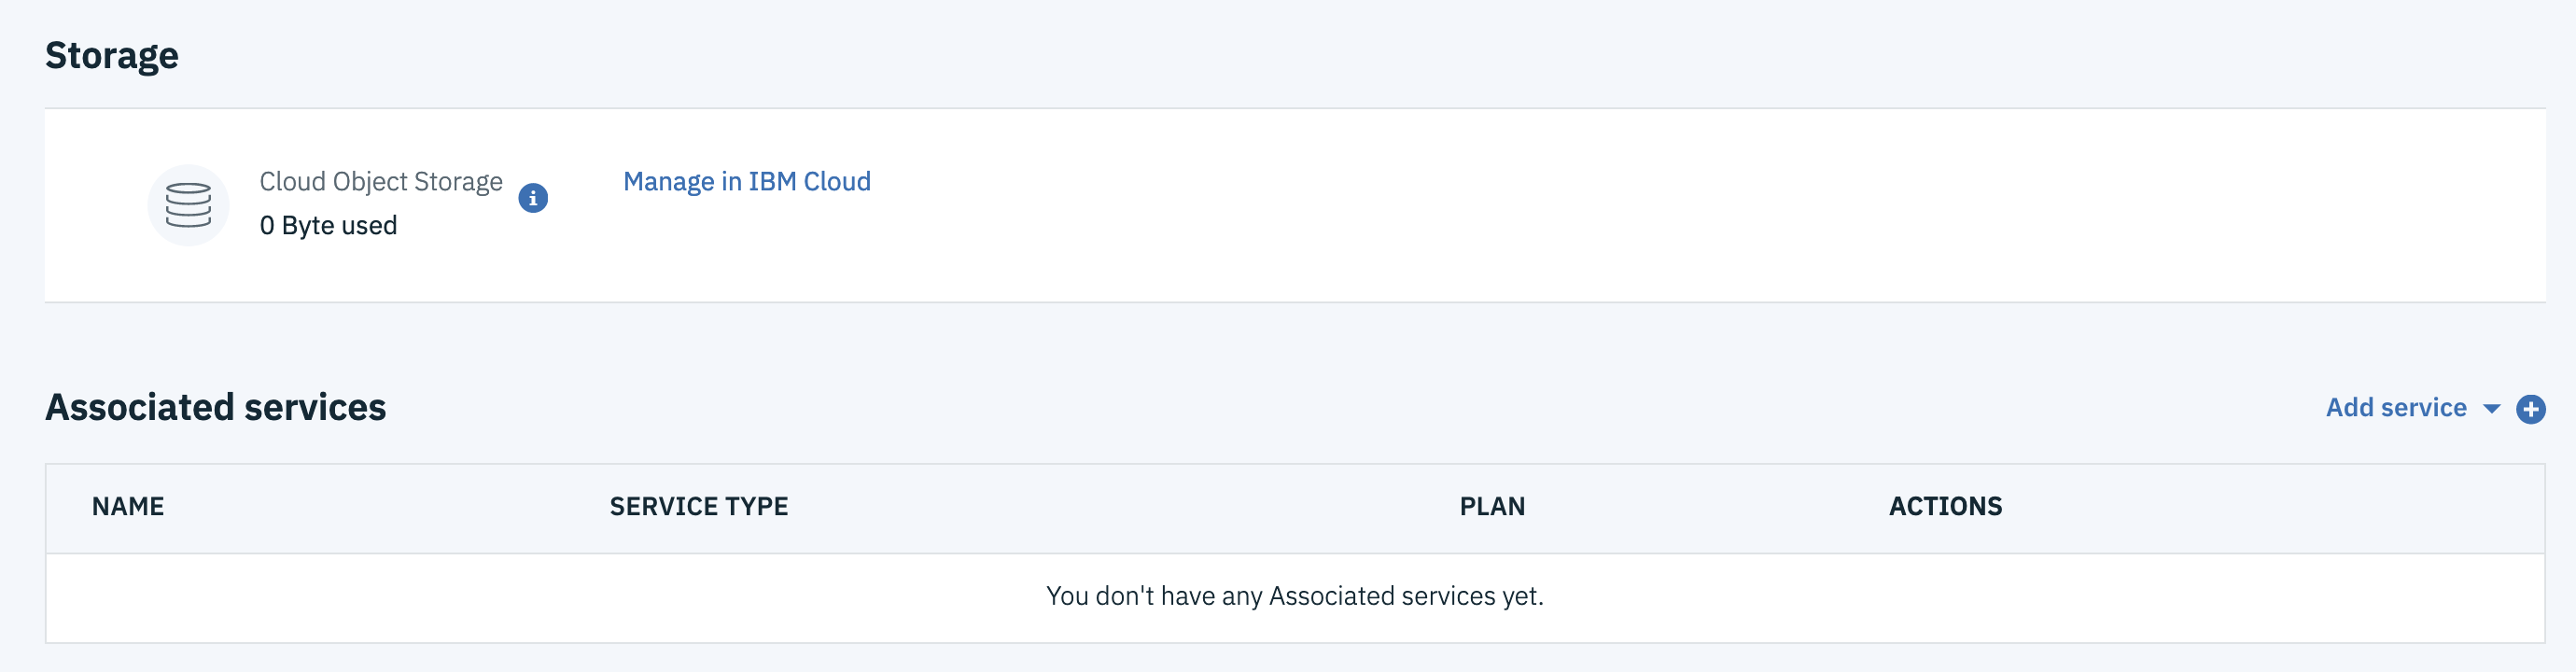 Storage
Cloud Object Storage
Manage in IBM Cloud
0 Byte used
Associated services
Add service
NAME SERVICE TYPE PLAN ACTIONS
You don't have any Associated services yet.